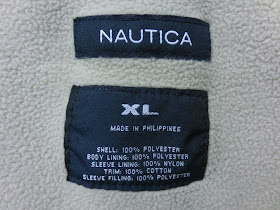 NAUTICA
XL
MADE IN PHILIPPINES
SHELL: 100% POLYESTER
BODY LINING: 100% POLYESTER
SLEEVE LINING: 100% NYLON
TRIM: 100% COTTON
SLEEVE FILLING: 100% POLYESTER